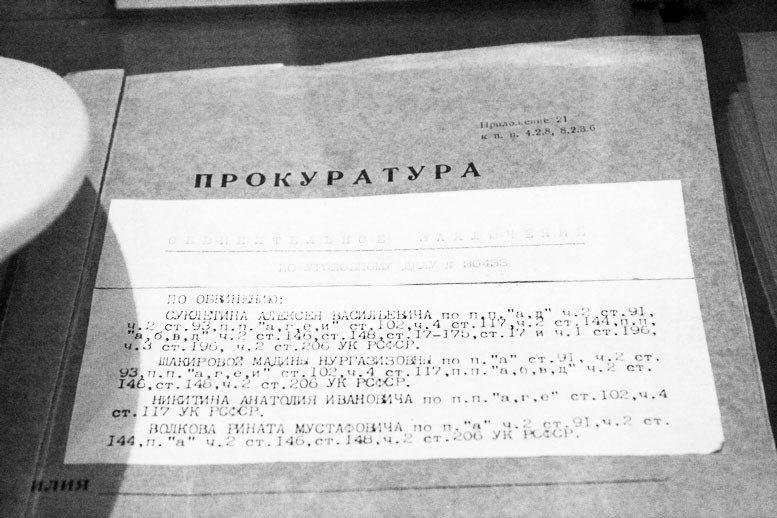 Приложение 21
к п. п. 4.2.8, 8.2.3.6
ПРОКУРАТУРА
ОБВИНИТЕЛЬНОЕ ЗАКЛЮЧЕНИЕ
ПО УГОЛОВНОМУ ДЕЛУ № 50433
ПО ОБВИНЕНИЮ:
СУКЛЕТИНА АЛЕКСЕЯ ВАСИЛЬЕВИЧА по п.п."а,д" ч.2 ст.91,
ч.2 ст.93,п.п. "а,г,е,и" ст.102,ч.4 ст.117,ч.2 ст.144,п.п.
"а,б,в,д" ч.2 ст.146,ст.148,ст.17-175,ст.17 и ч.1 ст.196,
ч.3 ст.196, ч.2 ст.206 УК РСФСР.
ШАКИРОВОЙ МАДИНЫ НУРГАЗИЗОВНЫ по п."а" ст.91, ч.2 ст.
93,п.п. "а,г,е,и" ст.102,ч.4 ст.117,п.п."а,б,в,д" ч.2 ст.
146,ст.148,ч.2 ст.206 УК РСФСР.
НИКИТИНА АНАТОЛИЯ ИВАНОВИЧА по п.п."а,г,е" ст.102,ч.4
ст.117 УК РСФСР.
ВОЛКОВА РИНАТА МУСТАФОВИЧА по п. "а" ч.2 ст.91,ч.2 ст.
144,п."а" ч.2 ст.146,ст.148,ч.2 ст.206 УК РСФСР.
ИЛИЯ